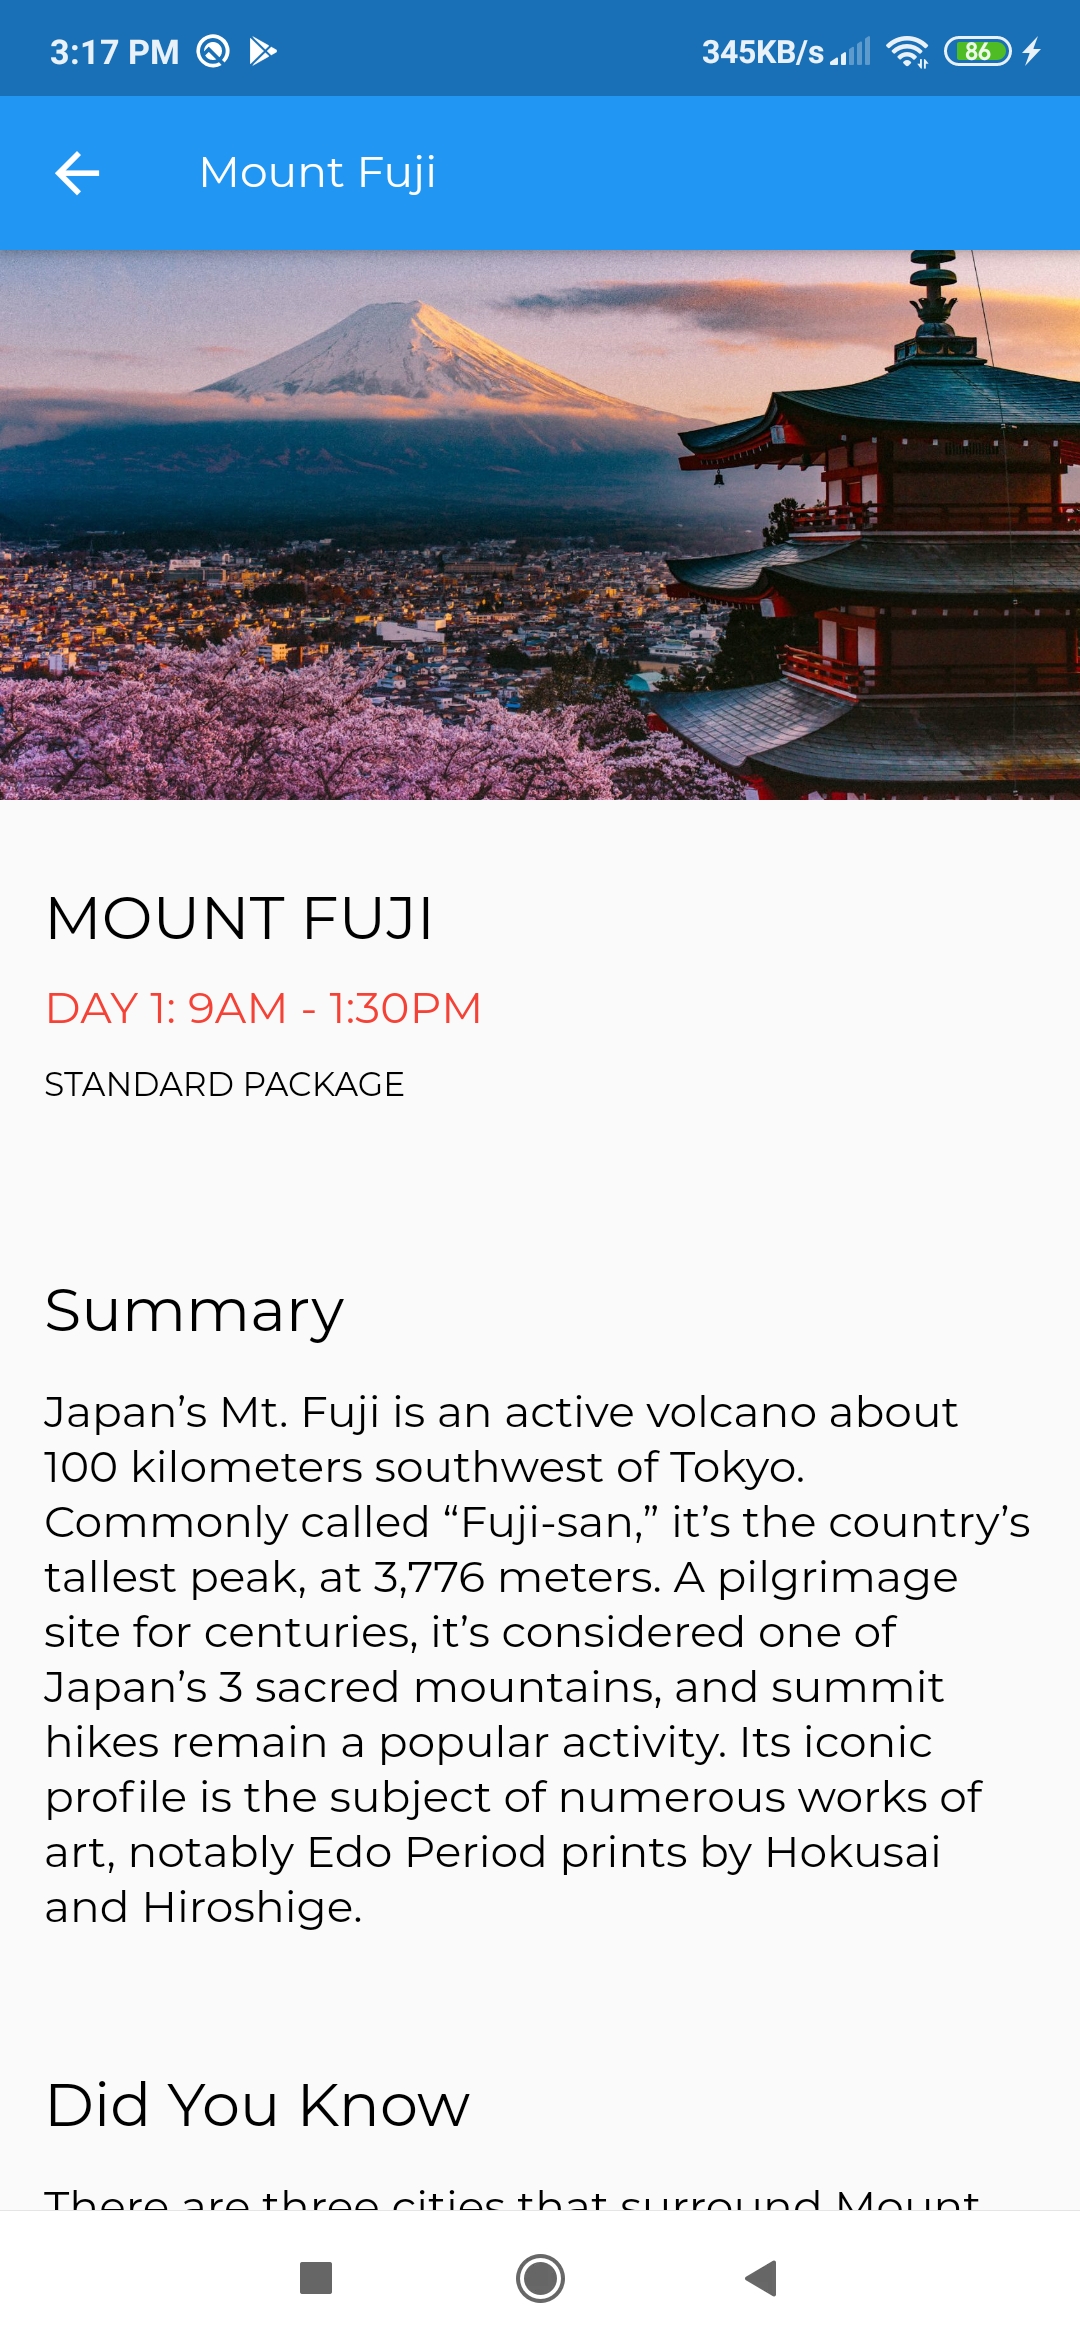 3:17 PM 345KB/s 86
Mount Fuji
MOUNT FUJI
DAY 1: 9AM - 1:30PM
STANDARD PACKAGE
Summary
Japan’s Mt. Fuji is an active volcano about
100 kilometers southwest of Tokyo.
Commonly called “Fuji-san,” it’s the country’s
tallest peak, at 3,776 meters. A pilgrimage
site for centuries, it’s considered one of
Japan’s 3 sacred mountains, and summit
hikes remain a popular activity. Its iconic
profile is the subject of numerous works of
art, notably Edo Period prints by Hokusai
and Hiroshige.
Did You Know
There are three cities that surround Mount